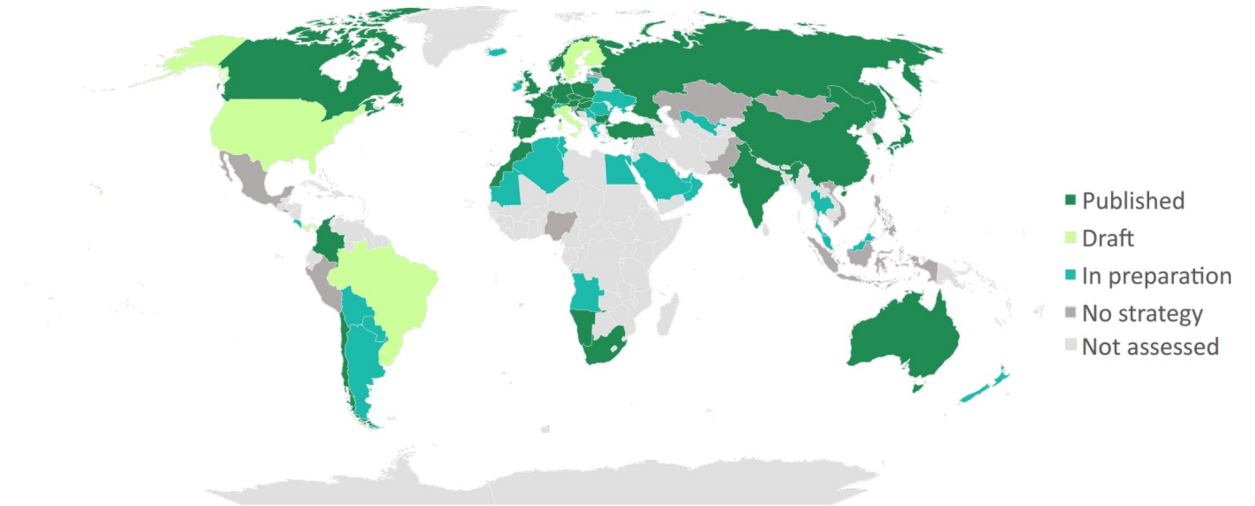 Published
Draft
In preparation
No strategy
Not assessed